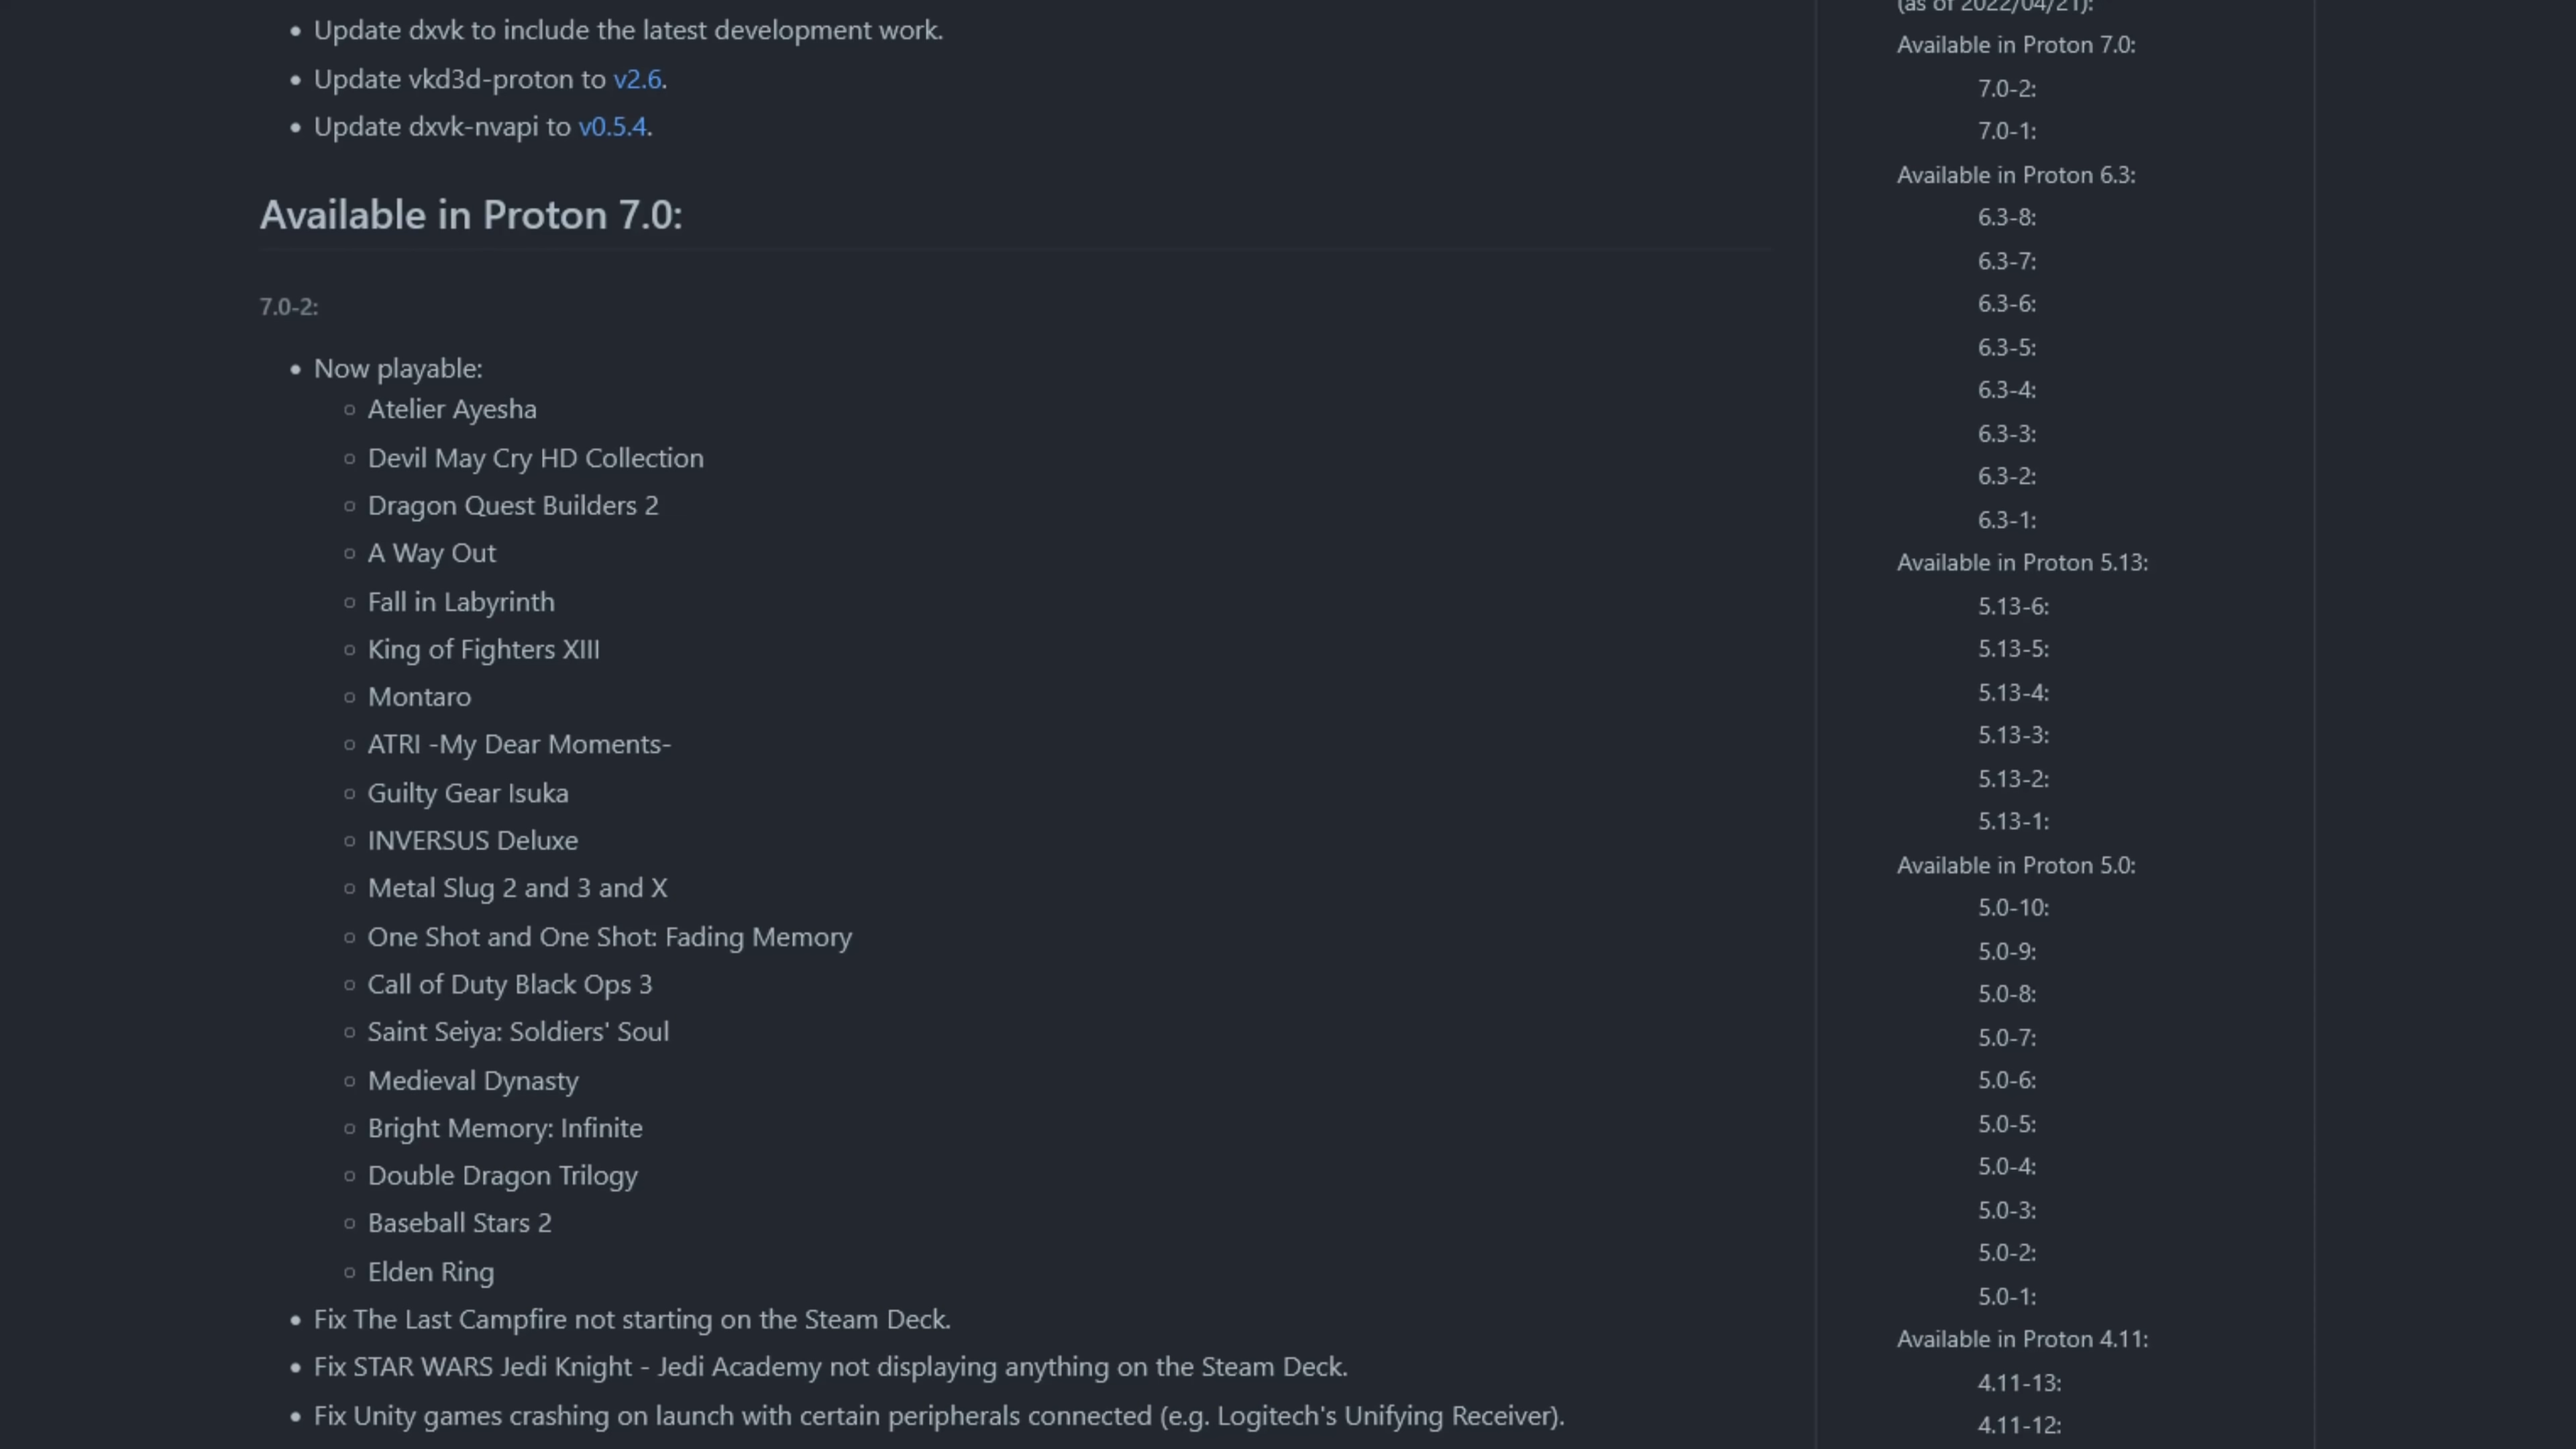 Update dxvk to include the latest development work.
Update vkd3d-proton to v2.6.
Update dxvk-nvapi to v0.5.4.
Available in Proton 7.0:
7.0-2:
Now playable:
Atelier Ayesha
Devil May Cry HD Collection
Dragon Quest Builders 2
A Way Out
Fall in Labyrinth
King of Fighters XIII
Montaro
ATRI -My Dear Moments-
Guilty Gear Isuka
INVERSUS Deluxe
Metal Slug 2 and 3 and X
One Shot and One Shot: Fading Memory
Call of Duty Black Ops 3
Saint Seiya: Soldiers' Soul
Medieval Dynasty
Bright Memory: Infinite
Double Dragon Trilogy
Baseball Stars 2
Elden Ring
Fix The Last Campfire not starting on the Steam Deck.
Fix STAR WARS Jedi Knight - Jedi Academy not displaying anything on the Steam Deck.
Fix Unity games crashing on launch with certain peripherals connected (e.g. Logitech's Unifying Receiver).
(as of 2022/04/21):
Available in Proton 7.0:
7.0-2:
7.0-1:
Available in Proton 6.3:
6.3-8:
6.3-7:
6.3-6:
6.3-5:
6.3-4:
6.3-3:
6.3-2:
6.3-1:
Available in Proton 5.13:
5.13-6:
5.13-5:
5.13-4:
5.13-3:
5.13-2:
5.13-1:
Available in Proton 5.0:
5.0-10:
5.0-9:
5.0-8:
5.0-7:
5.0-6:
5.0-5:
5.0-4:
5.0-3:
5.0-2:
5.0-1:
Available in Proton 4.11:
4.11-13:
4.11-12: